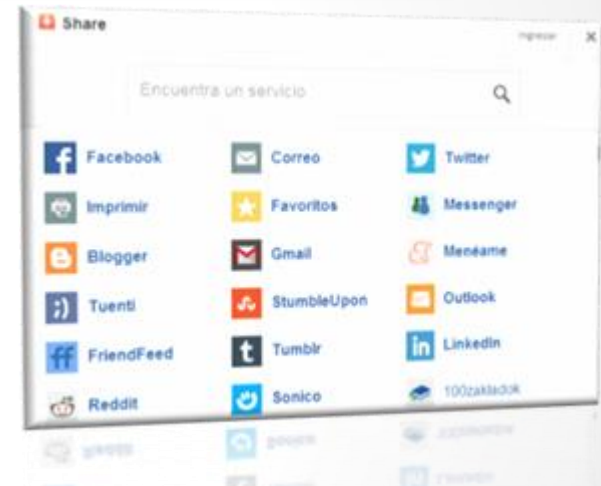 Share
Ingresar
Encuentra un servicio
Facebook Correo Twitter
Imprimir Favoritos Messenger
Blogger Gmail Menéame
Tuenti StumbleUpon Outlook
FriendFeed Tumblr LinkedIn
Reddit Sonico 100zakladok